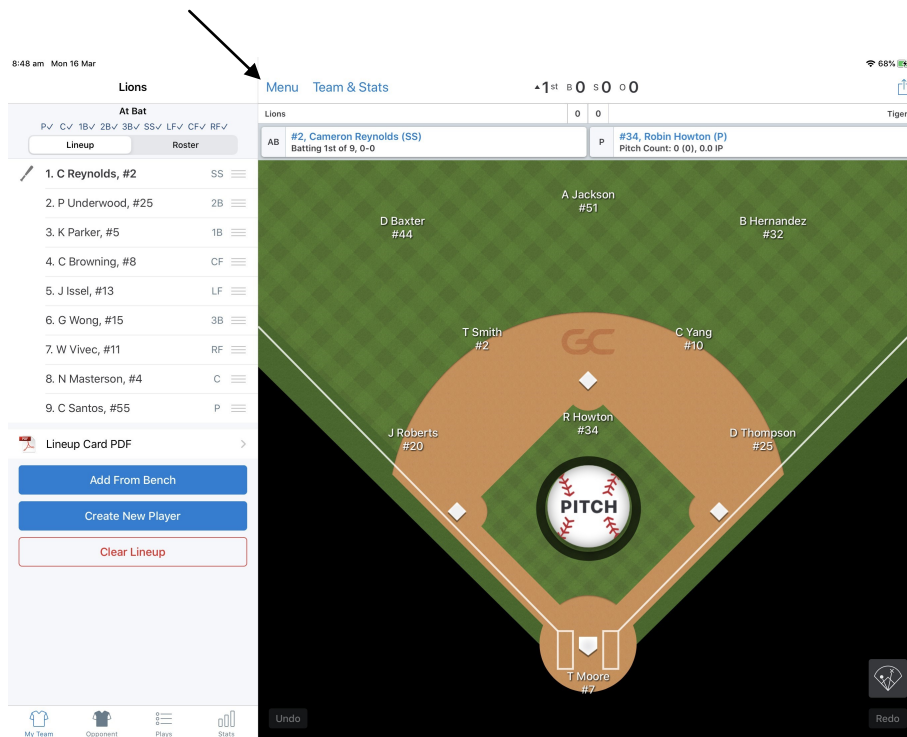 8:48 am Mon 16 Mar
68%
Lions
Menu Team & Stats
1st B 0 S 0 O 0
At Bat
P✓ C✓ 1B✓ 2B✓ 3B✓ SS✓ LF✓ CF✓ RF✓
Lineup Roster
Lions 0 0 Tiger
AB #2, Cameron Reynolds (SS)
Batting 1st of 9, 0-0
P #34, Robin Howton (P)
Pitch Count: 0 (0), 0.0 IP
1. C Reynolds, #2 SS
2. P Underwood, #25 2B
3. K Parker, #5 1B
4. C Browning, #8 CF
5. J Issel, #13 LF
6. G Wong, #15 3B
7. W Vivec, #11 RF
8. N Masterson, #4 C
9. C Santos, #55 P
PDF Lineup Card PDF
Add From Bench
Create New Player
Clear Lineup
My Team Opponent Plays Stats
A Jackson
#51
D Baxter
#44
B Hernandez
#32
T Smith
#2
GC
C Yang
#10
R Howton
#34
J Roberts
#20
D Thompson
#25
PITCH
T Moore
#7
Undo Redo